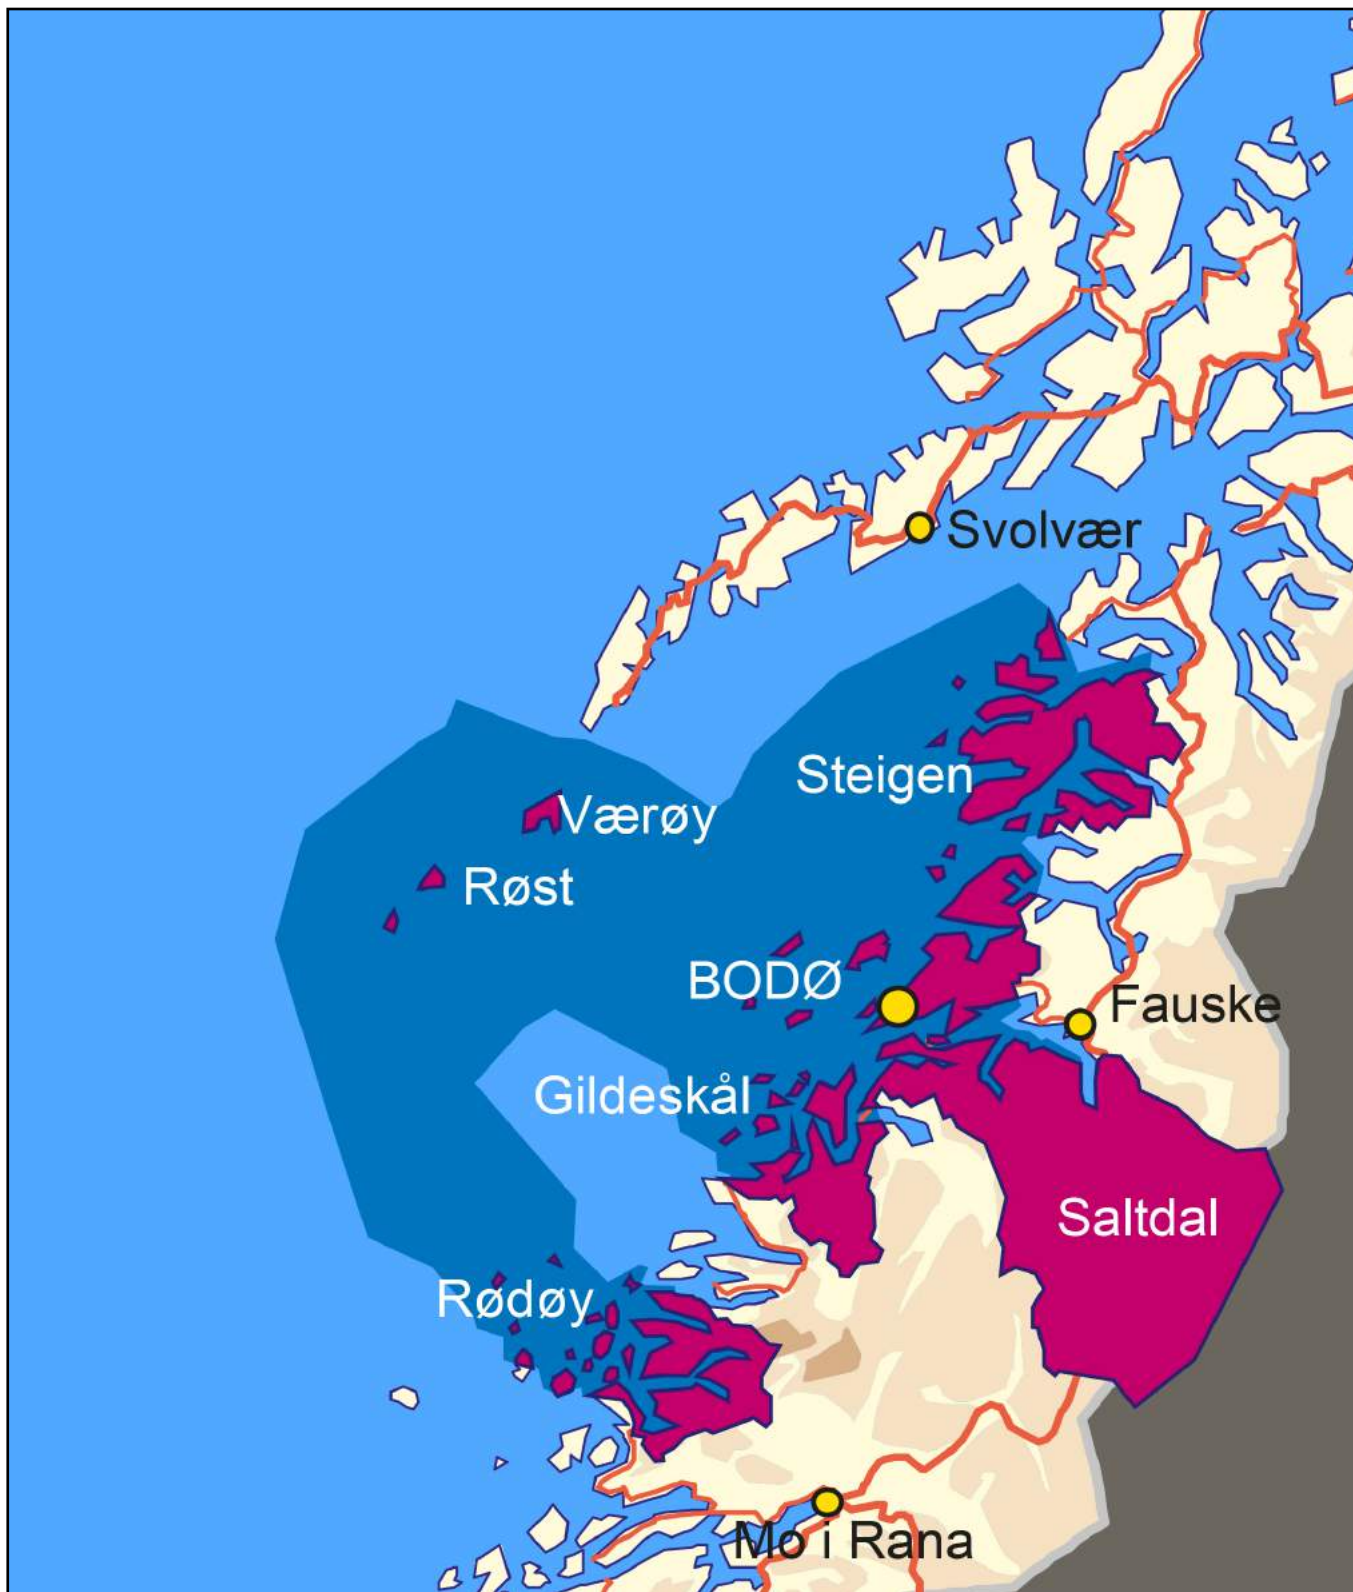 Svolvær
Steigen
Værøy
Røst
BODØ
Fauske
Gildeskål
Saltdal
Rødøy
Mo i Rana